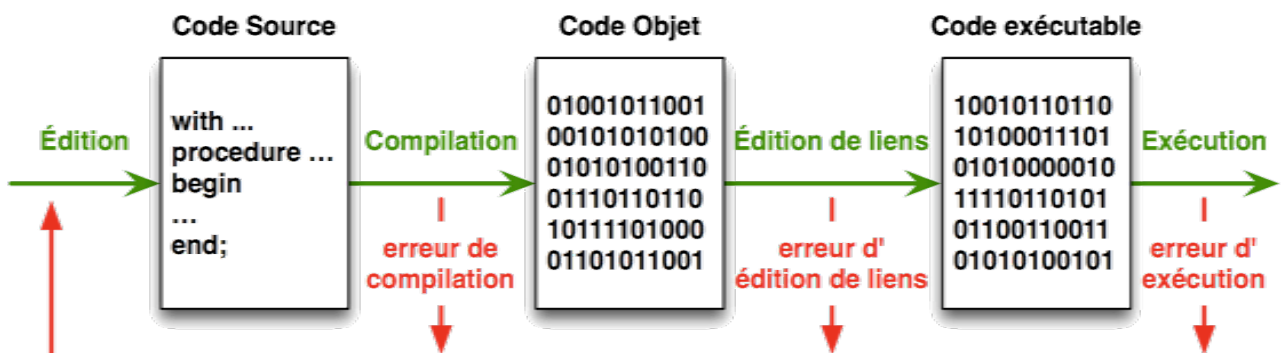 Code Source
Code Objet
Code exécutable
Édition
with ...
procedure ...
begin
...
end;
Compilation
erreur de
compilation
01001011001
00101010100
01010100110
01110110110
10111101000
01101011001
Édition de liens
erreur d'
édition de liens
10010110110
10100011101
01010000010
11110110101
01100110011
01010100101
Exécution
erreur d'
exécution